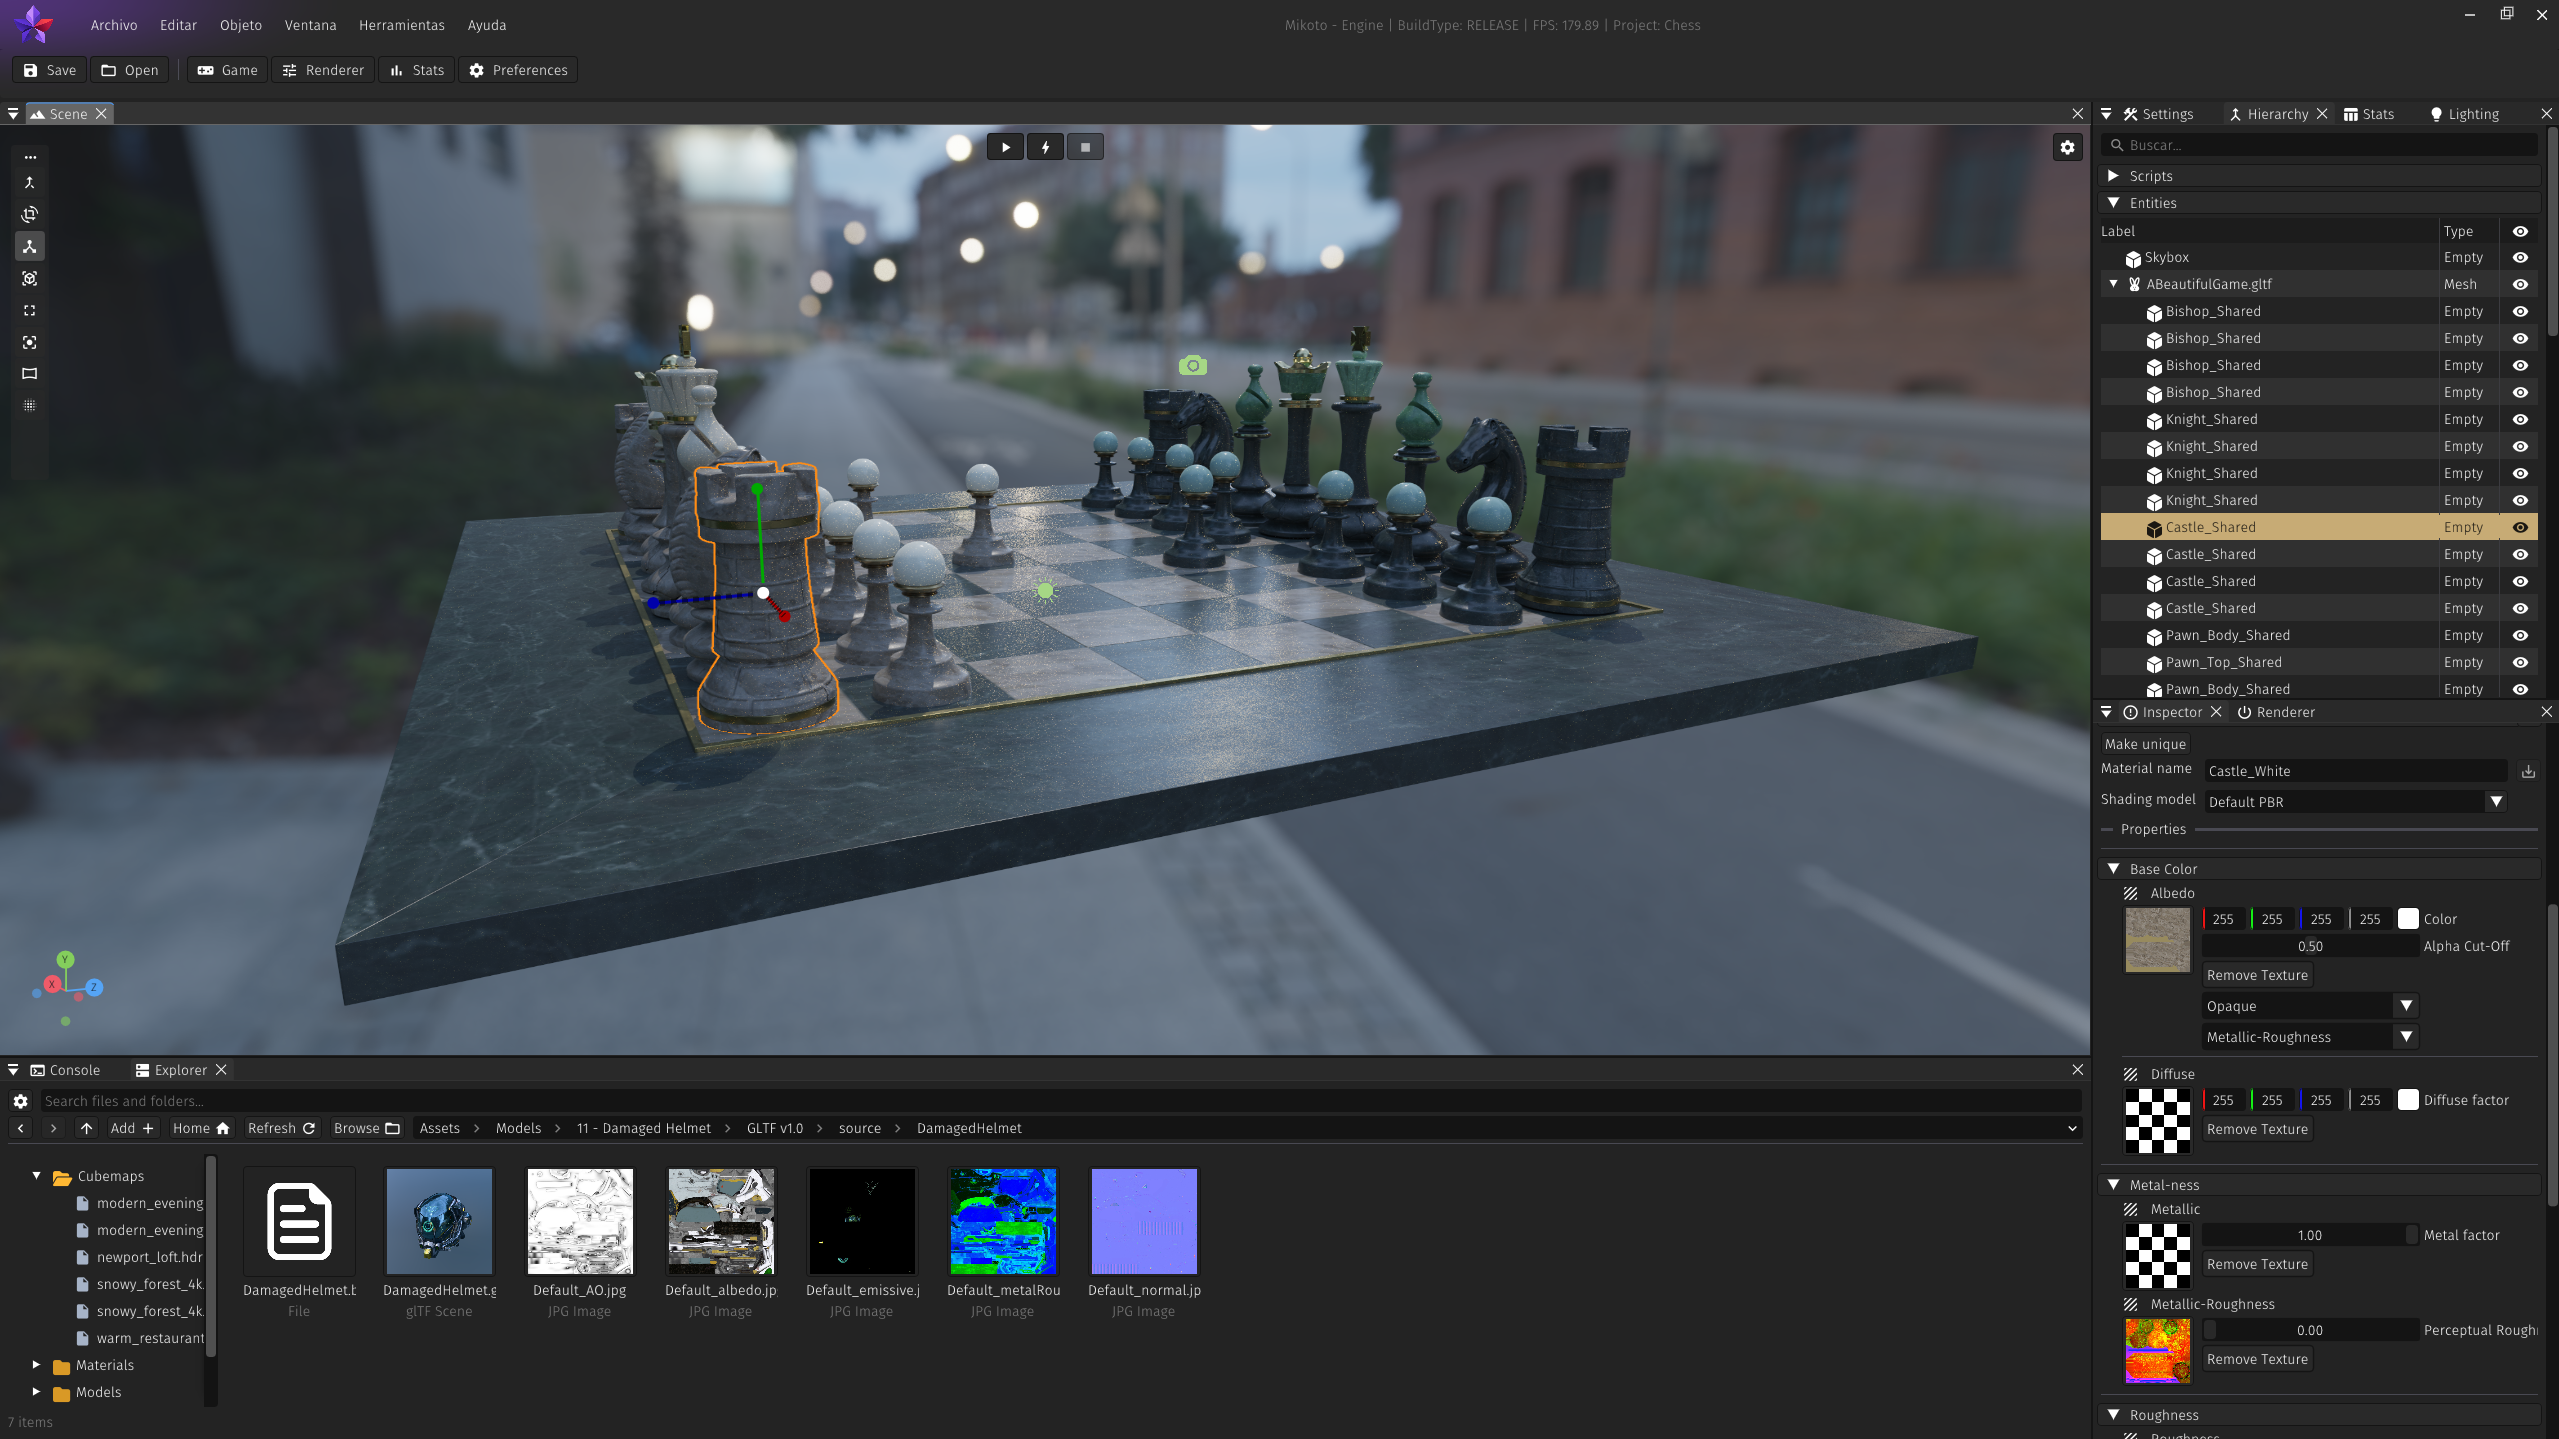 Archivo Editar Objeto Ventana Herramientas Ayuda
Mikoto - Engine | BuildType: RELEASE | FPS: 179.89 | Project: Chess
Save Open Game Renderer Stats Preferences
Scene
Settings Hierarchy Stats Lighting
Buscar...
Scripts
Entities
Label Type
Skybox Empty
ABeautifulGame.gltf Mesh
Bishop_Shared Empty
Bishop_Shared Empty
Bishop_Shared Empty
Bishop_Shared Empty
Knight_Shared Empty
Knight_Shared Empty
Knight_Shared Empty
Knight_Shared Empty
Castle_Shared Empty
Castle_Shared Empty
Castle_Shared Empty
Castle_Shared Empty
Pawn_Body_Shared Empty
Pawn_Top_Shared Empty
Pawn_Body_Shared Empty
Inspector Renderer
Make unique
Material name Castle_White
Shading model Default PBR
Properties
Base Color
Albedo
255 255 255 255 Color
0.50 Alpha Cut-Off
Remove Texture
Opaque
Metallic-Roughness
Diffuse
255 255 255 255 Diffuse factor
Remove Texture
Metal-ness
Metallic
1.00 Metal factor
Remove Texture
Metallic-Roughness
0.00 Perceptual Rough
Remove Texture
Roughness
Roughness
Y
X
Z
Console Explorer
Search files and folders...
Add Home Refresh Browse Assets > Models > 11 - Damaged Helmet > GLTF v1.0 > source > DamagedHelmet
Cubemaps
modern_evening
modern_evening
newport_loft.hdr
snowy_forest_4k.
snowy_forest_4k.
warm_restaurant
Materials
Models
DamagedHelmet.b
File
DamagedHelmet.g
glTF Scene
Default_AO.jpg
JPG Image
Default_albedo.jp
JPG Image
Default_emissive.j
JPG Image
Default_metalRou
JPG Image
Default_normal.jp
JPG Image
7 items